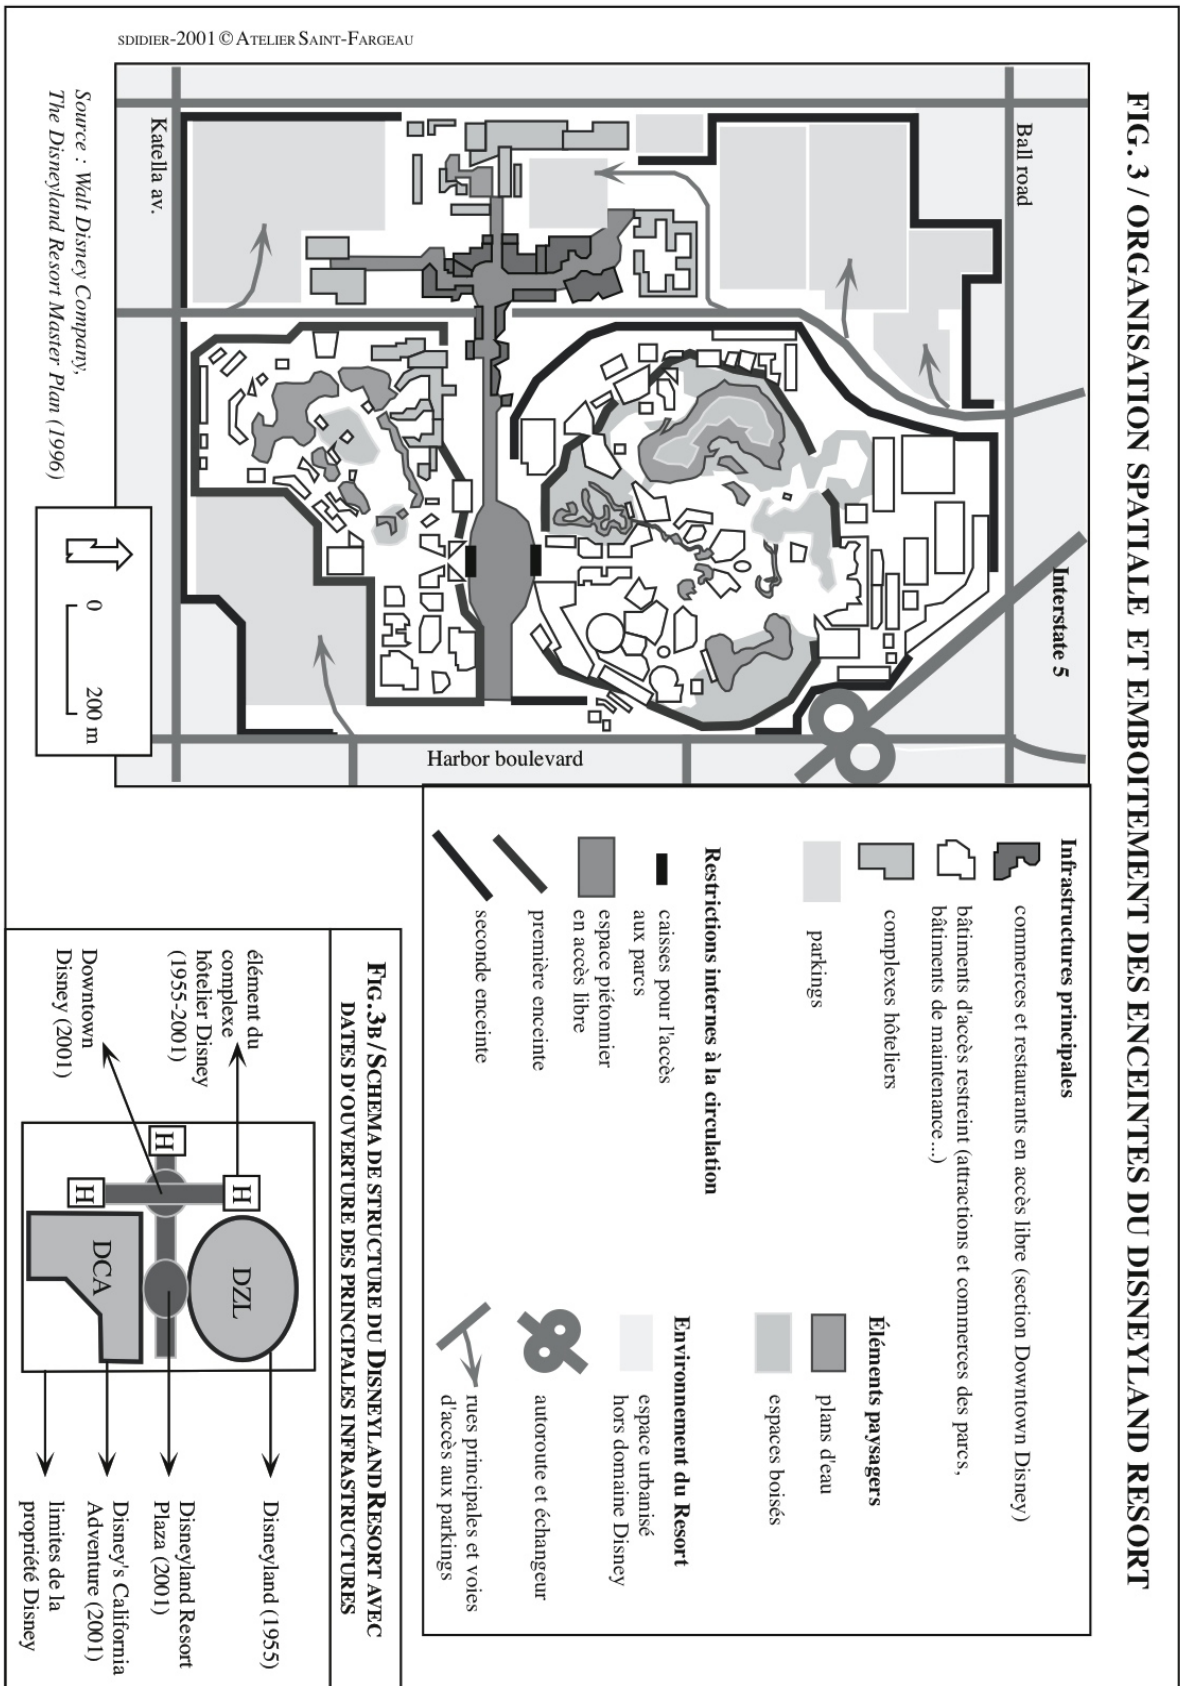 FIG. 3 / ORGANISATION SPATIALE ET EMBOITEMENT DES ENCEINTES DU DISNEYLAND RESORT
Ball road
Interstate 5
Katella av.
Harbor boulevard
0 200 m
Source : Walt Disney Company,
The Disneyland Resort Master Plan (1996)
SDIDIER-2001 © ATELIER SAINT-FARGEAU
Infrastructures principales
commerces et restaurants en accès libre (section Downtown Disney)
bâtiments d'accès restreint (attractions et commerces des parcs,
bâtiments de maintenance...)
complexes hôteliers
parkings
Restrictions internes à la circulation
caisses pour l'accès
aux parcs
espace piétonnier
en accès libre
première enceinte
seconde enceinte
Éléments paysagers
plans d'eau
espaces boisés
Environnement du Resort
espace urbanisé
hors domaine Disney
autoroute et échangeur
rues principales et voies
d'accès aux parkings
FIG.3B / SCHEMA DE STRUCTURE DU DISNEYLAND RESORT AVEC
DATES D'OUVERTURE DES PRINCIPALES INFRASTRUCTURES
élément du
complexe
hôtelier Disney
(1955-2001)
Downtown
Disney (2001)
H
H
H
DZL
DCA
Disneyland (1955)
Disneyland Resort
Plaza (2001)
Disney's California
Adventure (2001)
limites de la
propriété Disney